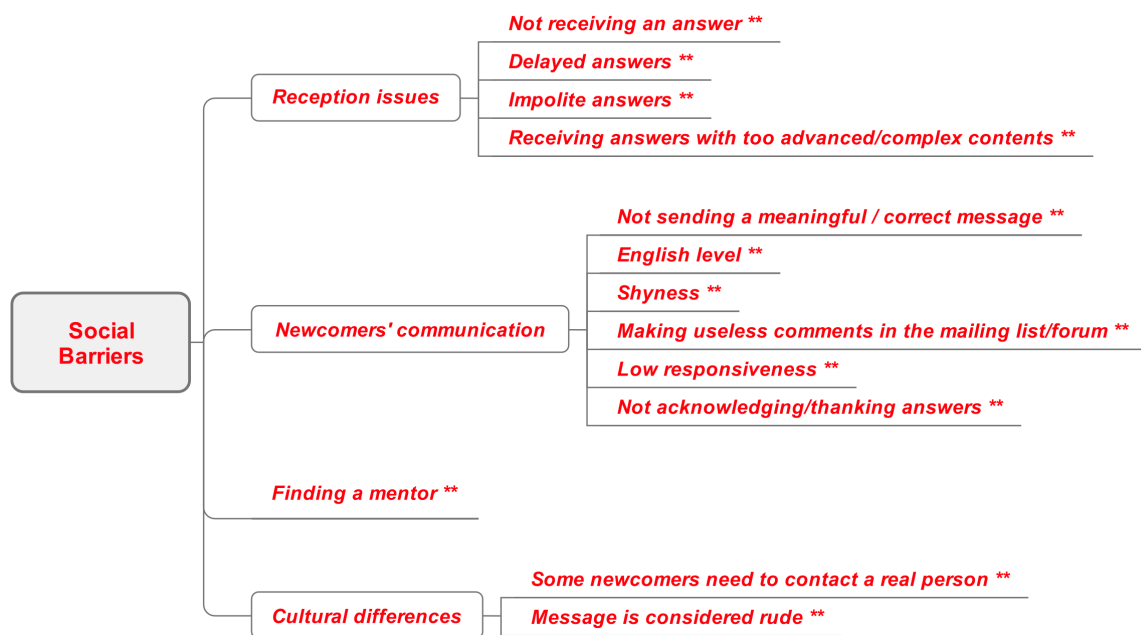 Social
Barriers
Reception issues
Not receiving an answer **
Delayed answers **
Impolite answers **
Receiving answers with too advanced/complex contents **
Newcomers' communication
Not sending a meaningful / correct message **
English level **
Shyness **
Making useless comments in the mailing list/forum **
Low responsiveness **
Not acknowledging/thanking answers **
Finding a mentor **
Cultural differences
Some newcomers need to contact a real person **
Message is considered rude **